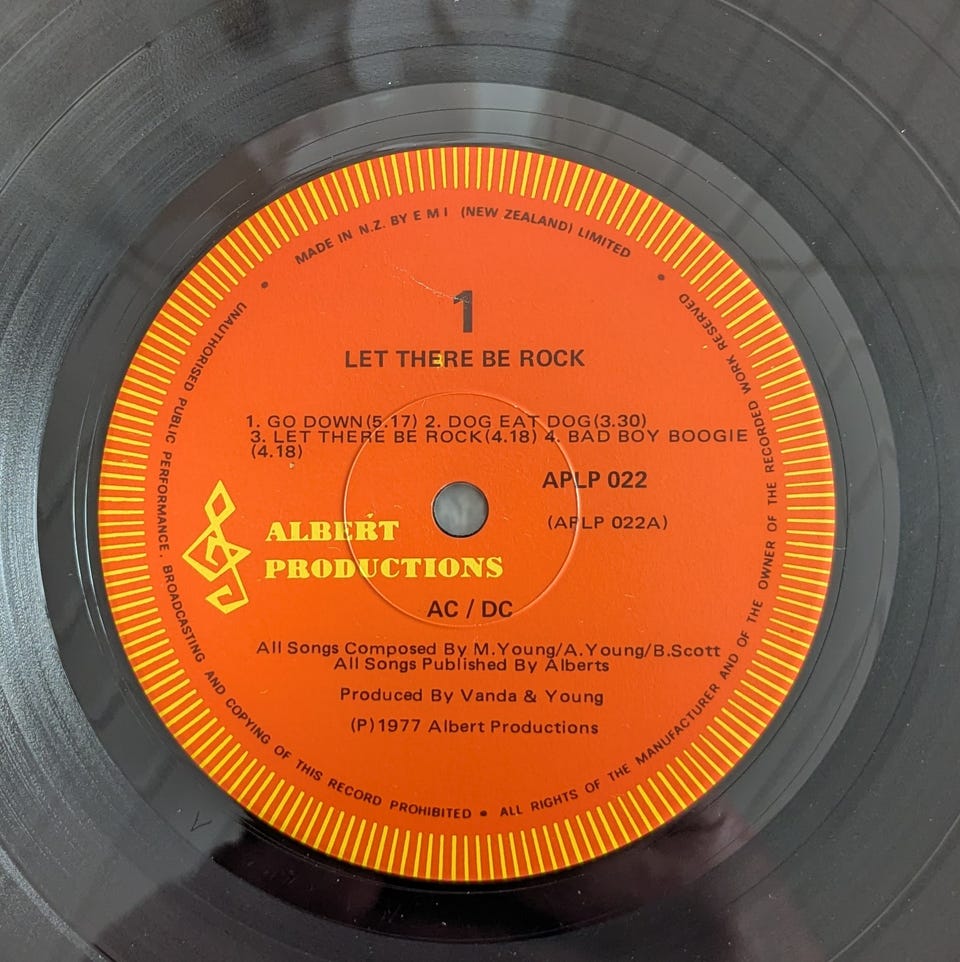 MADE IN N.Z. BY E M I (NEW ZEALAND) LIMITED
1
LET THERE BE ROCK
1. GO DOWN(5.17) 2. DOG EAT DOG(3.30)
3. LET THERE BE ROCK(4.18) 4. BAD BOY BOOGIE
(4.18)
APLP 022
(APLP 022A)
ALBERT
PRODUCTIONS
AC / DC
All Songs Composed By M.Young/A.Young/B.Scott
All Songs Published By Alberts
Produced By Vanda & Young
(P)1977 Albert Productions
UNAUTHORISED PUBLIC PERFORMANCE, BROADCASTING AND COPYING OF THIS RECORD PROHIBITED • ALL RIGHTS OF THE MANUFACTURER AND OF THE OWNER OF THE RECORDED WORK RESERVED